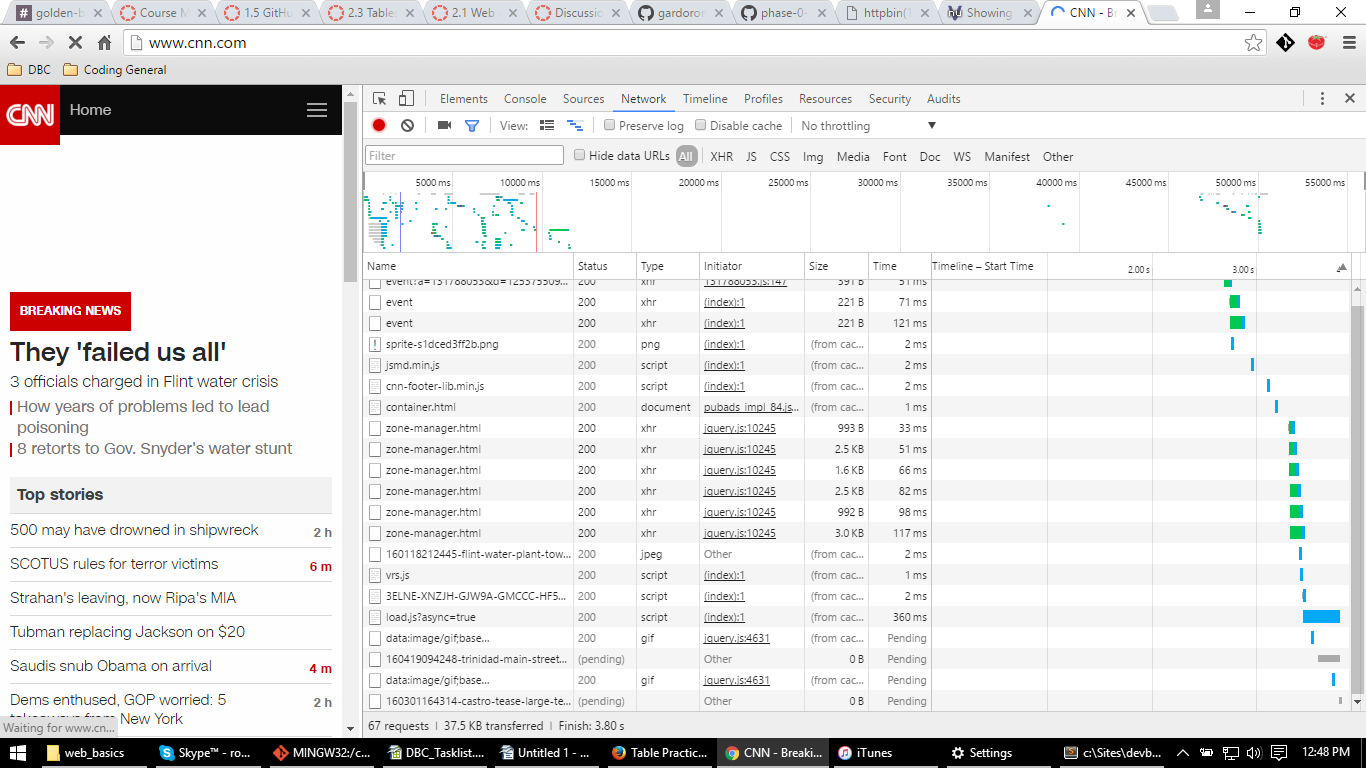 golden-b
Course M
1.5 GitHu
2.3 Table
2.1 Web
Discussio
gardoron
phase-0-
httpbin(1
Showing
CNN - Bre
www.cnn.com
DBC
Coding General
CNN
Home
BREAKING NEWS
They 'failed us all'
3 officials charged in Flint water crisis
How years of problems led to lead
poisoning
8 retorts to Gov. Snyder's water stunt
Top stories
500 may have drowned in shipwreck 2 h
SCOTUS rules for terror victims 6 m
Strahan's leaving, now Ripa's MIA
Tubman replacing Jackson on $20
Saudis snub Obama on arrival 4 m
Dems enthused, GOP worried: 5 2 h
takeaways from New York
Waiting for www.cn...
Elements Console Sources Network Timeline Profiles Resources Security Audits
View: Preserve log Disable cache No throttling ▼
Filter Hide data URLs All XHR JS CSS Img Media Font Doc WS Manifest Other
5000 ms 10000 ms 15000 ms 20000 ms 25000 ms 30000 ms 35000 ms 40000 ms 45000 ms 50000 ms 55000 ms
Name Status Type Initiator Size Time Timeline – Start Time 2.00 s 3.00 s
event?a=131788053&d=125375509... 200 xhr 131788053.js:147 391 B 51 ms
event 200 xhr (index):1 221 B 71 ms
event 200 xhr (index):1 221 B 121 ms
sprite-s1dced3ff2b.png 200 png (index):1 (from cac... 2 ms
jsmd.min.js 200 script (index):1 (from cac... 2 ms
cnn-footer-lib.min.js 200 script (index):1 (from cac... 2 ms
container.html 200 document pubads_impl_84.js... (from cac... 1 ms
zone-manager.html 200 xhr jquery.js:10245 993 B 33 ms
zone-manager.html 200 xhr jquery.js:10245 2.5 KB 51 ms
zone-manager.html 200 xhr jquery.js:10245 1.6 KB 66 ms
zone-manager.html 200 xhr jquery.js:10245 2.5 KB 82 ms
zone-manager.html 200 xhr jquery.js:10245 992 B 98 ms
zone-manager.html 200 xhr jquery.js:10245 3.0 KB 117 ms
160118212445-flint-water-plant-tow... 200 jpeg Other (from cac... 2 ms
vrs.js 200 script (index):1 (from cac... 1 ms
3ELNE-XNZJH-GJW9A-GMCCC-HF5... 200 script (index):1 (from cac... 2 ms
load.js?async=true 200 script (index):1 (from cac... 360 ms
data:image/gif;base... 200 gif jquery.js:4631 (from cac... Pending
160419094248-trinidad-main-street... (pending) Other 0 B Pending
data:image/gif;base... 200 gif jquery.js:4631 (from cac... Pending
160301164314-castro-tease-large-te... (pending) Other 0 B Pending
67 requests | 37.5 KB transferred | Finish: 3.80 s
web_basics
Skype™ - ro...
MINGW32:/c...
DBC_Tasklist....
Untitled 1 - ...
Table Practic...
CNN - Breaki...
iTunes
Settings
c:\Sites\devb...
12:48 PM